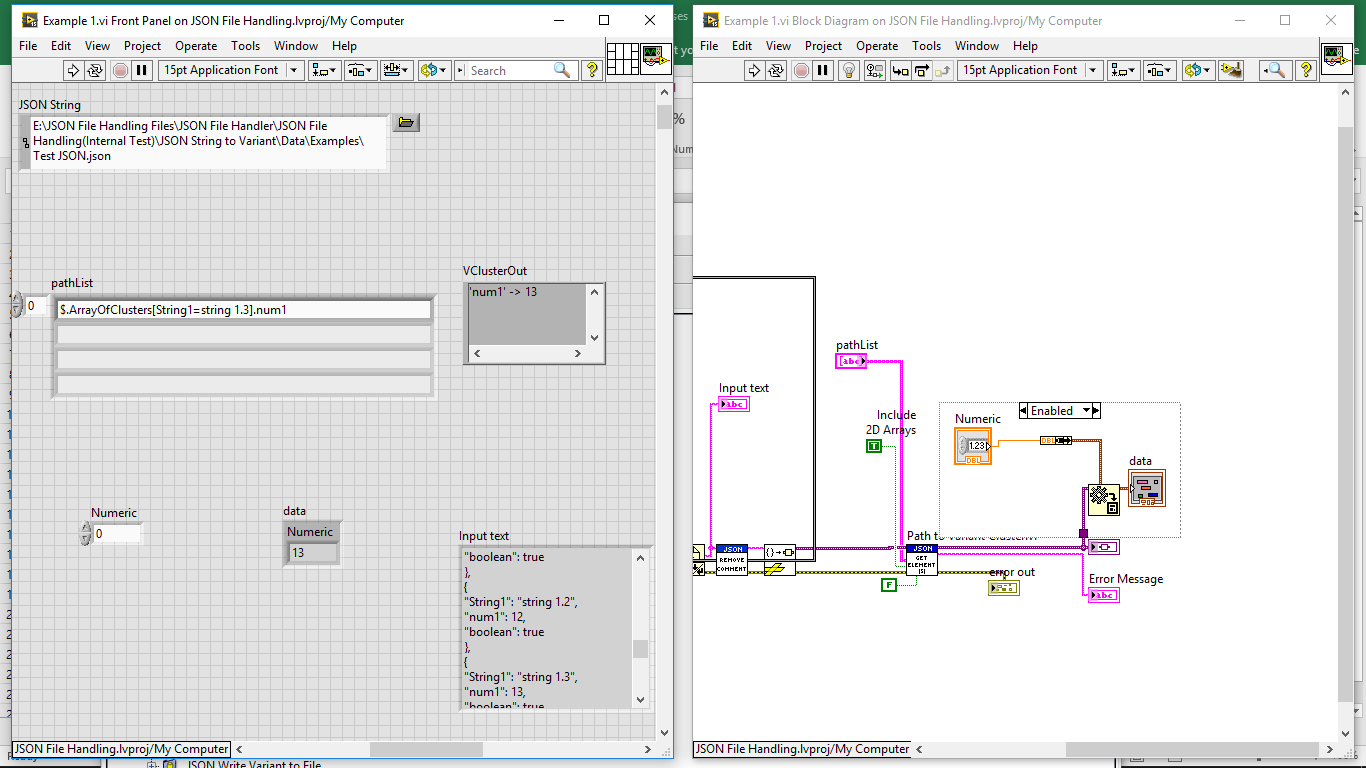 Example 1.vi Front Panel on JSON File Handling.lvproj/My Computer
File Edit View Project Operate Tools Window Help
15pt Application Font
Search
JSON String
E:\JSON File Handling Files\JSON File Handler\JSON File
Handling(Internal Test)\JSON String to Variant\Data\Examples\
Test JSON.json
pathList
0
$.ArrayOfClusters[String1=string 1.3].num1
VClusterOut
'num1' -> 13
Numeric
0
data
Numeric
13
Input text
"boolean": true
},
{
"String1": "string 1.2",
"num1": 12,
"boolean": true
},
{
"String1": "string 1.3",
"num1": 13,
"boolean": true
JSON File Handling.lvproj/My Computer
JSON Write Variant to File
Example 1.vi Block Diagram on JSON File Handling.lvproj/My Computer
File Edit View Project Operate Tools Window Help
15pt Application Font
pathList
[abc]
Input text
abc
Include
2D Arrays
T
Enabled
Numeric
1.23
DBL
DBL
data
JSON
REMOVE
COMMENT
Path to
JSON
GET
ELEMENT
(S)
F
error out
Error Message
abc
JSON File Handling.lvproj/My Computer